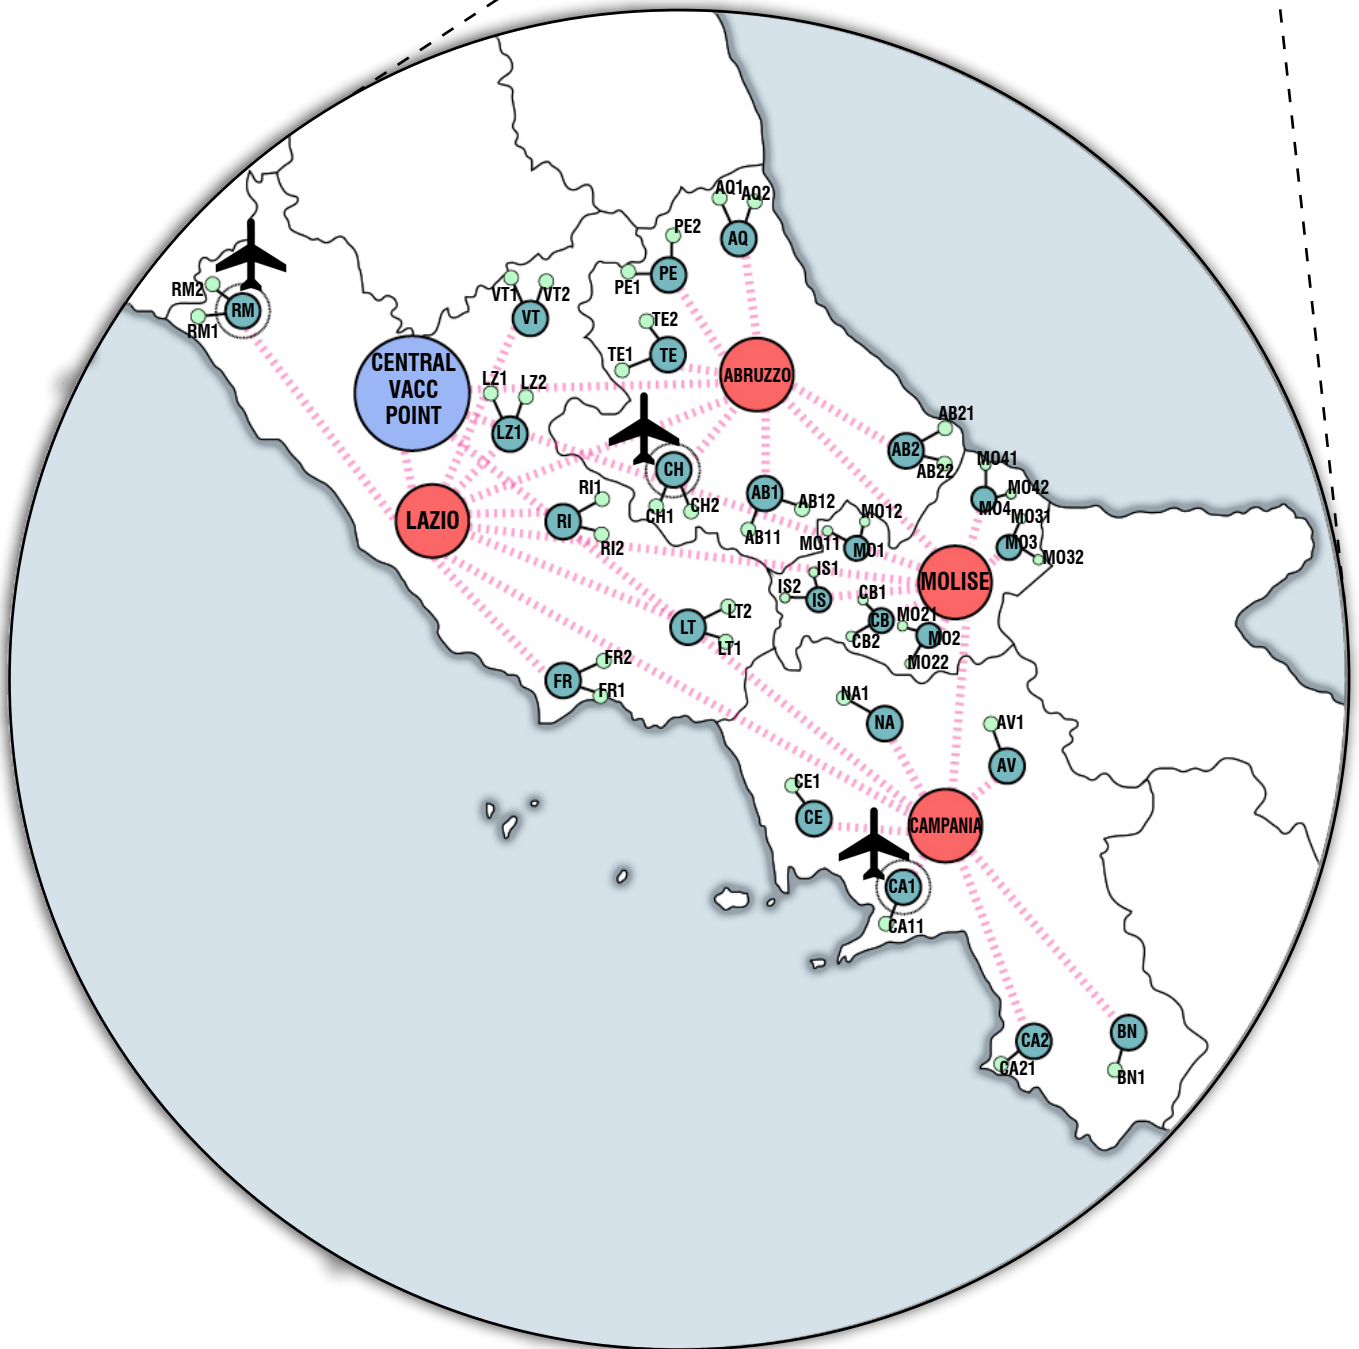 AQ1
AQ2
AQ
PE2
PE
PE1
RM2
RM
RM1
VT1
VT2
VT
TE2
TE
TE1
CENTRAL
VACC
POINT
LZ1
LZ2
LZ1
ABRUZZO
AB21
AB2
AB22
CH
CH1
CH2
AB1
AB12
AB11
MO41
MO42
MO4
MO31
MO3
MO32
RI1
RI
RI2
LAZIO
MO12
MO11
MO1
MOLISE
IS1
IS2
IS
CB1
CB
CB2
MO21
MO2
MO22
LT2
LT
LT1
FR2
FR
FR1
NA1
NA
AV1
AV
CE1
CE
CAMPANIA
CA1
CA11
CA2
CA21
BN
BN1